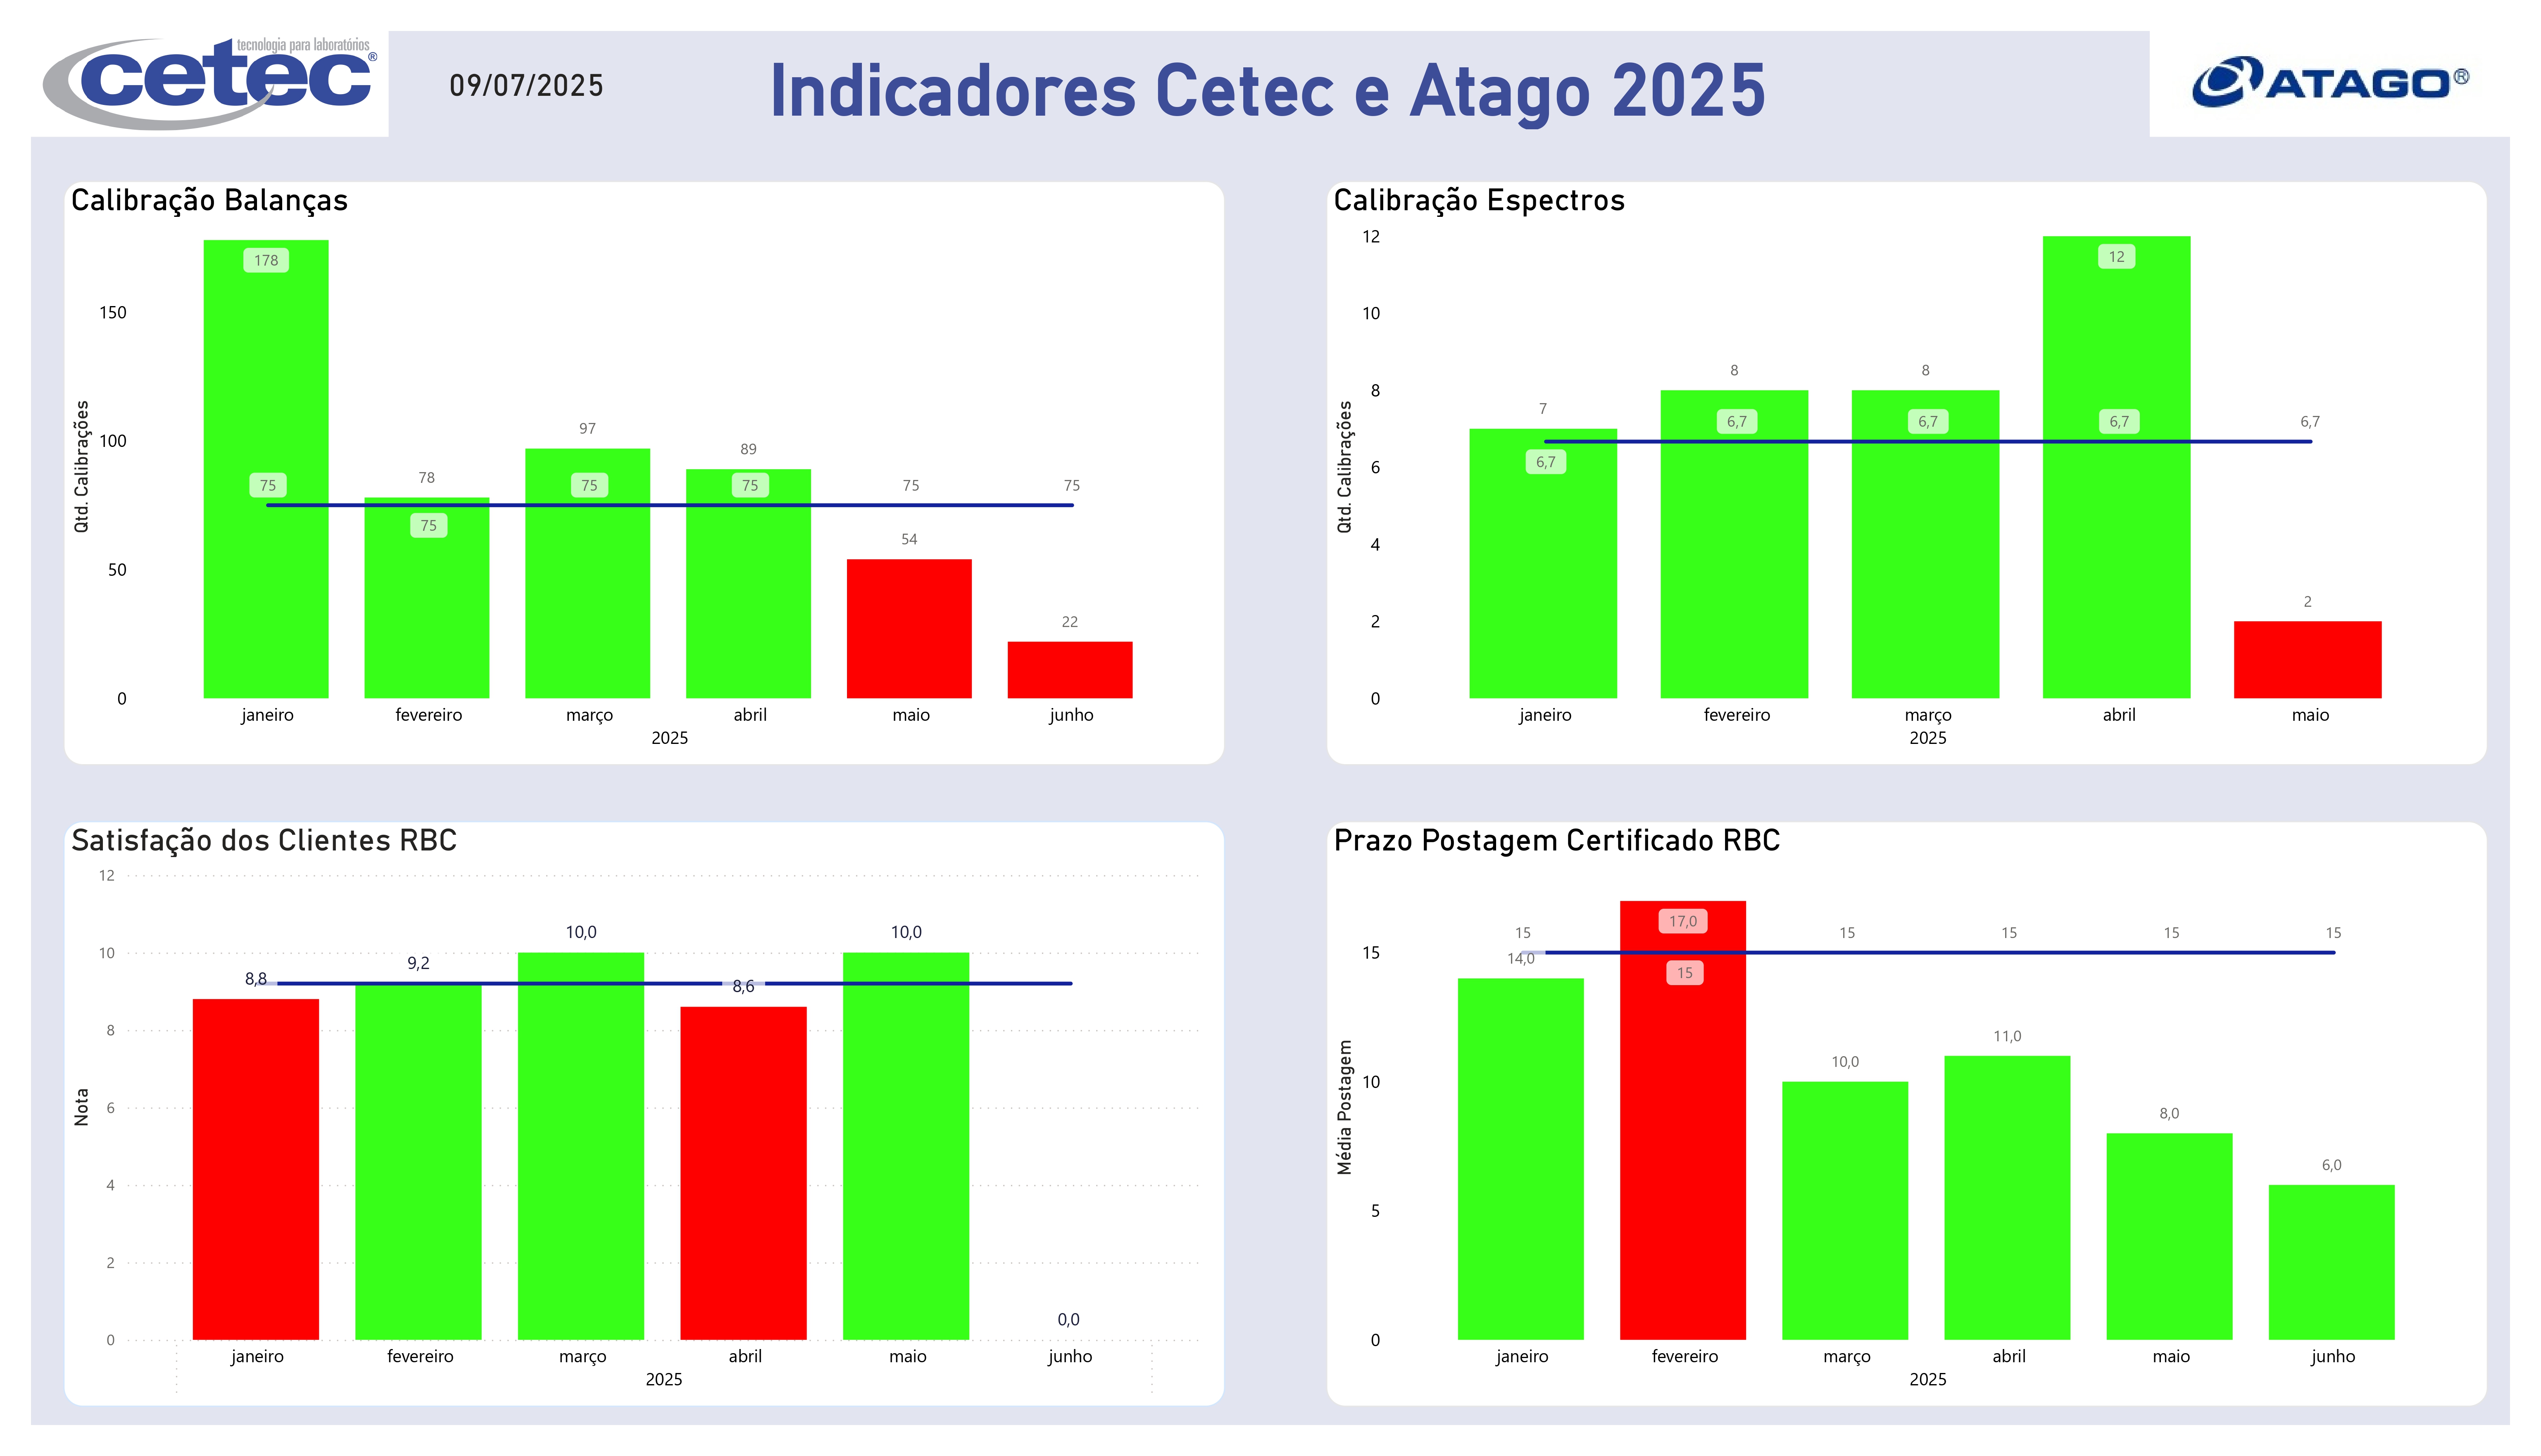 tecnologia para laboratórios
cetec®
09/07/2025
Indicadores Cetec e Atago 2025
ATAGO®
Calibração Balanças
Qtd. Calibrações
150
100
50
0
178
78
97
89
54
22
75
75
75
75
75
75
janeiro
fevereiro
março
abril
maio
junho
2025
Calibração Espectros
Qtd. Calibrações
12
10
8
6
4
2
0
7
8
8
12
2
6,7
6,7
6,7
6,7
6,7
janeiro
fevereiro
março
abril
maio
2025
Satisfação dos Clientes RBC
Nota
12
10
8
6
4
2
0
8,8
9,2
10,0
8,6
10,0
0,0
janeiro
fevereiro
março
abril
maio
junho
2025
Prazo Postagem Certificado RBC
Média Postagem
15
10
5
0
14,0
17,0
10,0
11,0
8,0
6,0
15
15
15
15
15
15
janeiro
fevereiro
março
abril
maio
junho
2025